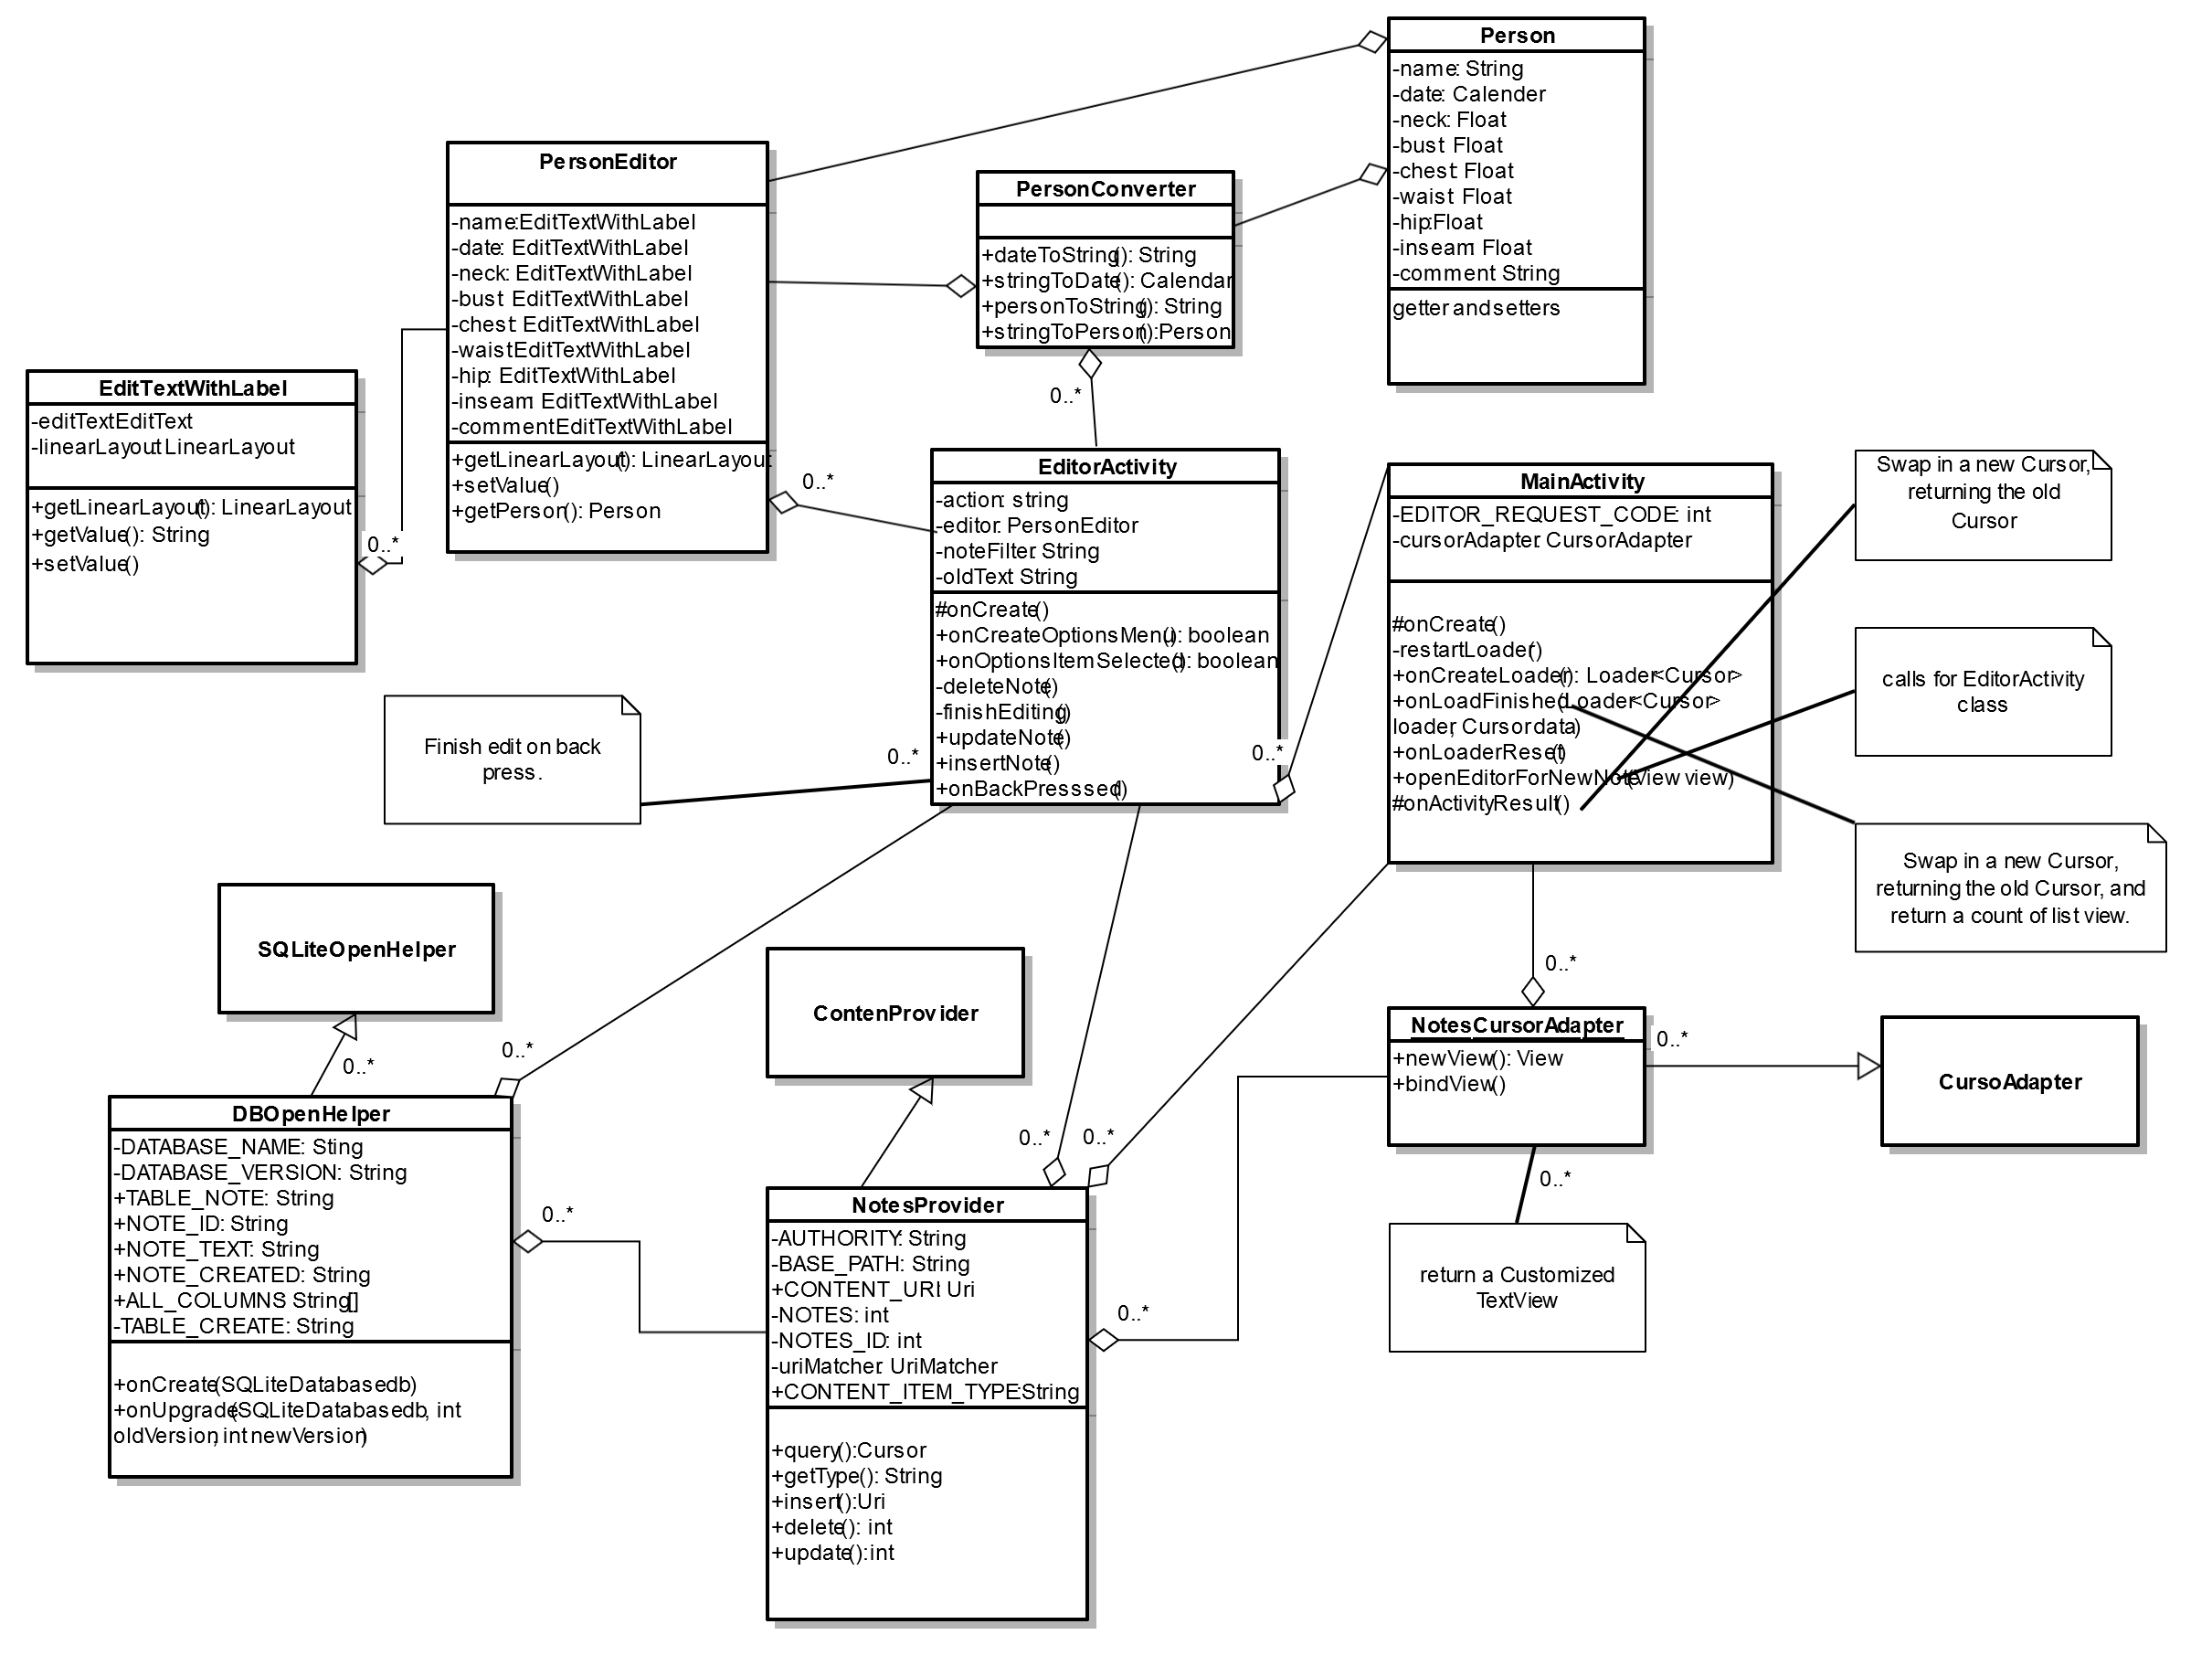 Person
-name: String
-date: Calender
-neck: Float
-bust: Float
-chest: Float
-waist: Float
-hip:Float
-inseam: Float
-comment: String
getter and setters
PersonEditor
-name:EditTextWithLabel
-date: EditTextWithLabel
-neck: EditTextWithLabel
-bust: EditTextWithLabel
-chest: EditTextWithLabel
-waist:EditTextWithLabel
-hip: EditTextWithLabel
-inseam: EditTextWithLabel
-comment:EditTextWithLabel
+getLinearLayout(): LinearLayout
+setValue()
+getPerson(): Person
PersonConverter
+dateToString(): String
+stringToDate(): Calendar
+personToString(): String
+stringToPerson():Person
0..*
EditTextWithLabel
-editText:EditText
-linearLayout:LinearLayout
+getLinearLayout(): LinearLayout
+getValue(): String
+setValue()
0..*
0..*
EditorActivity
-action: string
-editor: PersonEditor
-noteFilter: String
-oldText: String
#onCreate()
+onCreateOptionsMenu(): boolean
+onOptionsItemSelected(): boolean
-deleteNote()
-finishEditing()
+updateNote()
+insertNote()
+onBackPresssed()
0..*
0..*
MainActivity
-EDITOR_REQUEST_CODE: int
-cursorAdapter: CursorAdapter
#onCreate()
-restartLoader()
+onCreateLoader(): Loader<Cursor>
+onLoadFinished(Loader<Cursor>
loader, Cursor data)
+onLoaderReset()
+openEditorForNewNote(View view)
#onActivityResult()
Swap in a new Cursor,
returning the old
Cursor
calls for EditorActivity
class
Swap in a new Cursor,
returning the old Cursor, and
return a count of list view.
Finish edit on back
press.
SQLiteOpenHelper
0..*
0..*
ContenProvider
0..*
NotesCursorAdapter
+newView(): View
+bindView()
0..*
CursoAdapter
0..*
return a Customized
TextView
DBOpenHelper
-DATABASE_NAME: Sting
-DATABASE_VERSION: String
+TABLE_NOTE: String
+NOTE_ID: String
+NOTE_TEXT: String
+NOTE_CREATED: String
+ALL_COLUMNS: String[]
-TABLE_CREATE: String
+onCreate(SQLiteDatabase db)
+onUpgrade(SQLiteDatabase db, int
oldVersion, int newVersion)
0..*
0..*
0..*
NotesProvider
-AUTHORITY: String
-BASE_PATH: String
+CONTENT_URI: Uri
-NOTES: int
-NOTES_ID: int
-uriMatcher: UriMatcher
+CONTENT_ITEM_TYPE:String
+query():Cursor
+getType(): String
+insert():Uri
+delete(): int
+update():int
0..*